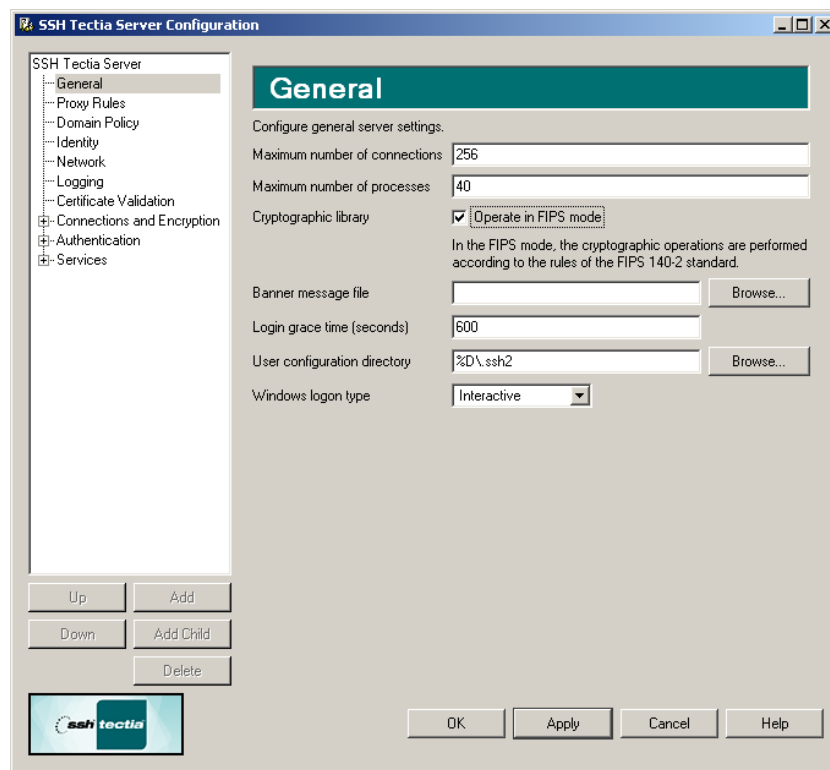 SSH Tectia Server Configuration
SSH Tectia Server
General
Proxy Rules
Domain Policy
Identity
Network
Logging
Certificate Validation
Connections and Encryption
Authentication
Services
General
Configure general server settings.
Maximum number of connections 256
Maximum number of processes 40
Cryptographic library Operate in FIPS mode
In the FIPS mode, the cryptographic operations are performed
according to the rules of the FIPS 140-2 standard.
Banner message file Browse...
Login grace time (seconds) 600
User configuration directory %D\.ssh2 Browse...
Windows logon type Interactive
Up Add
Down Add Child
Delete
ssh tectia
OK Apply Cancel Help